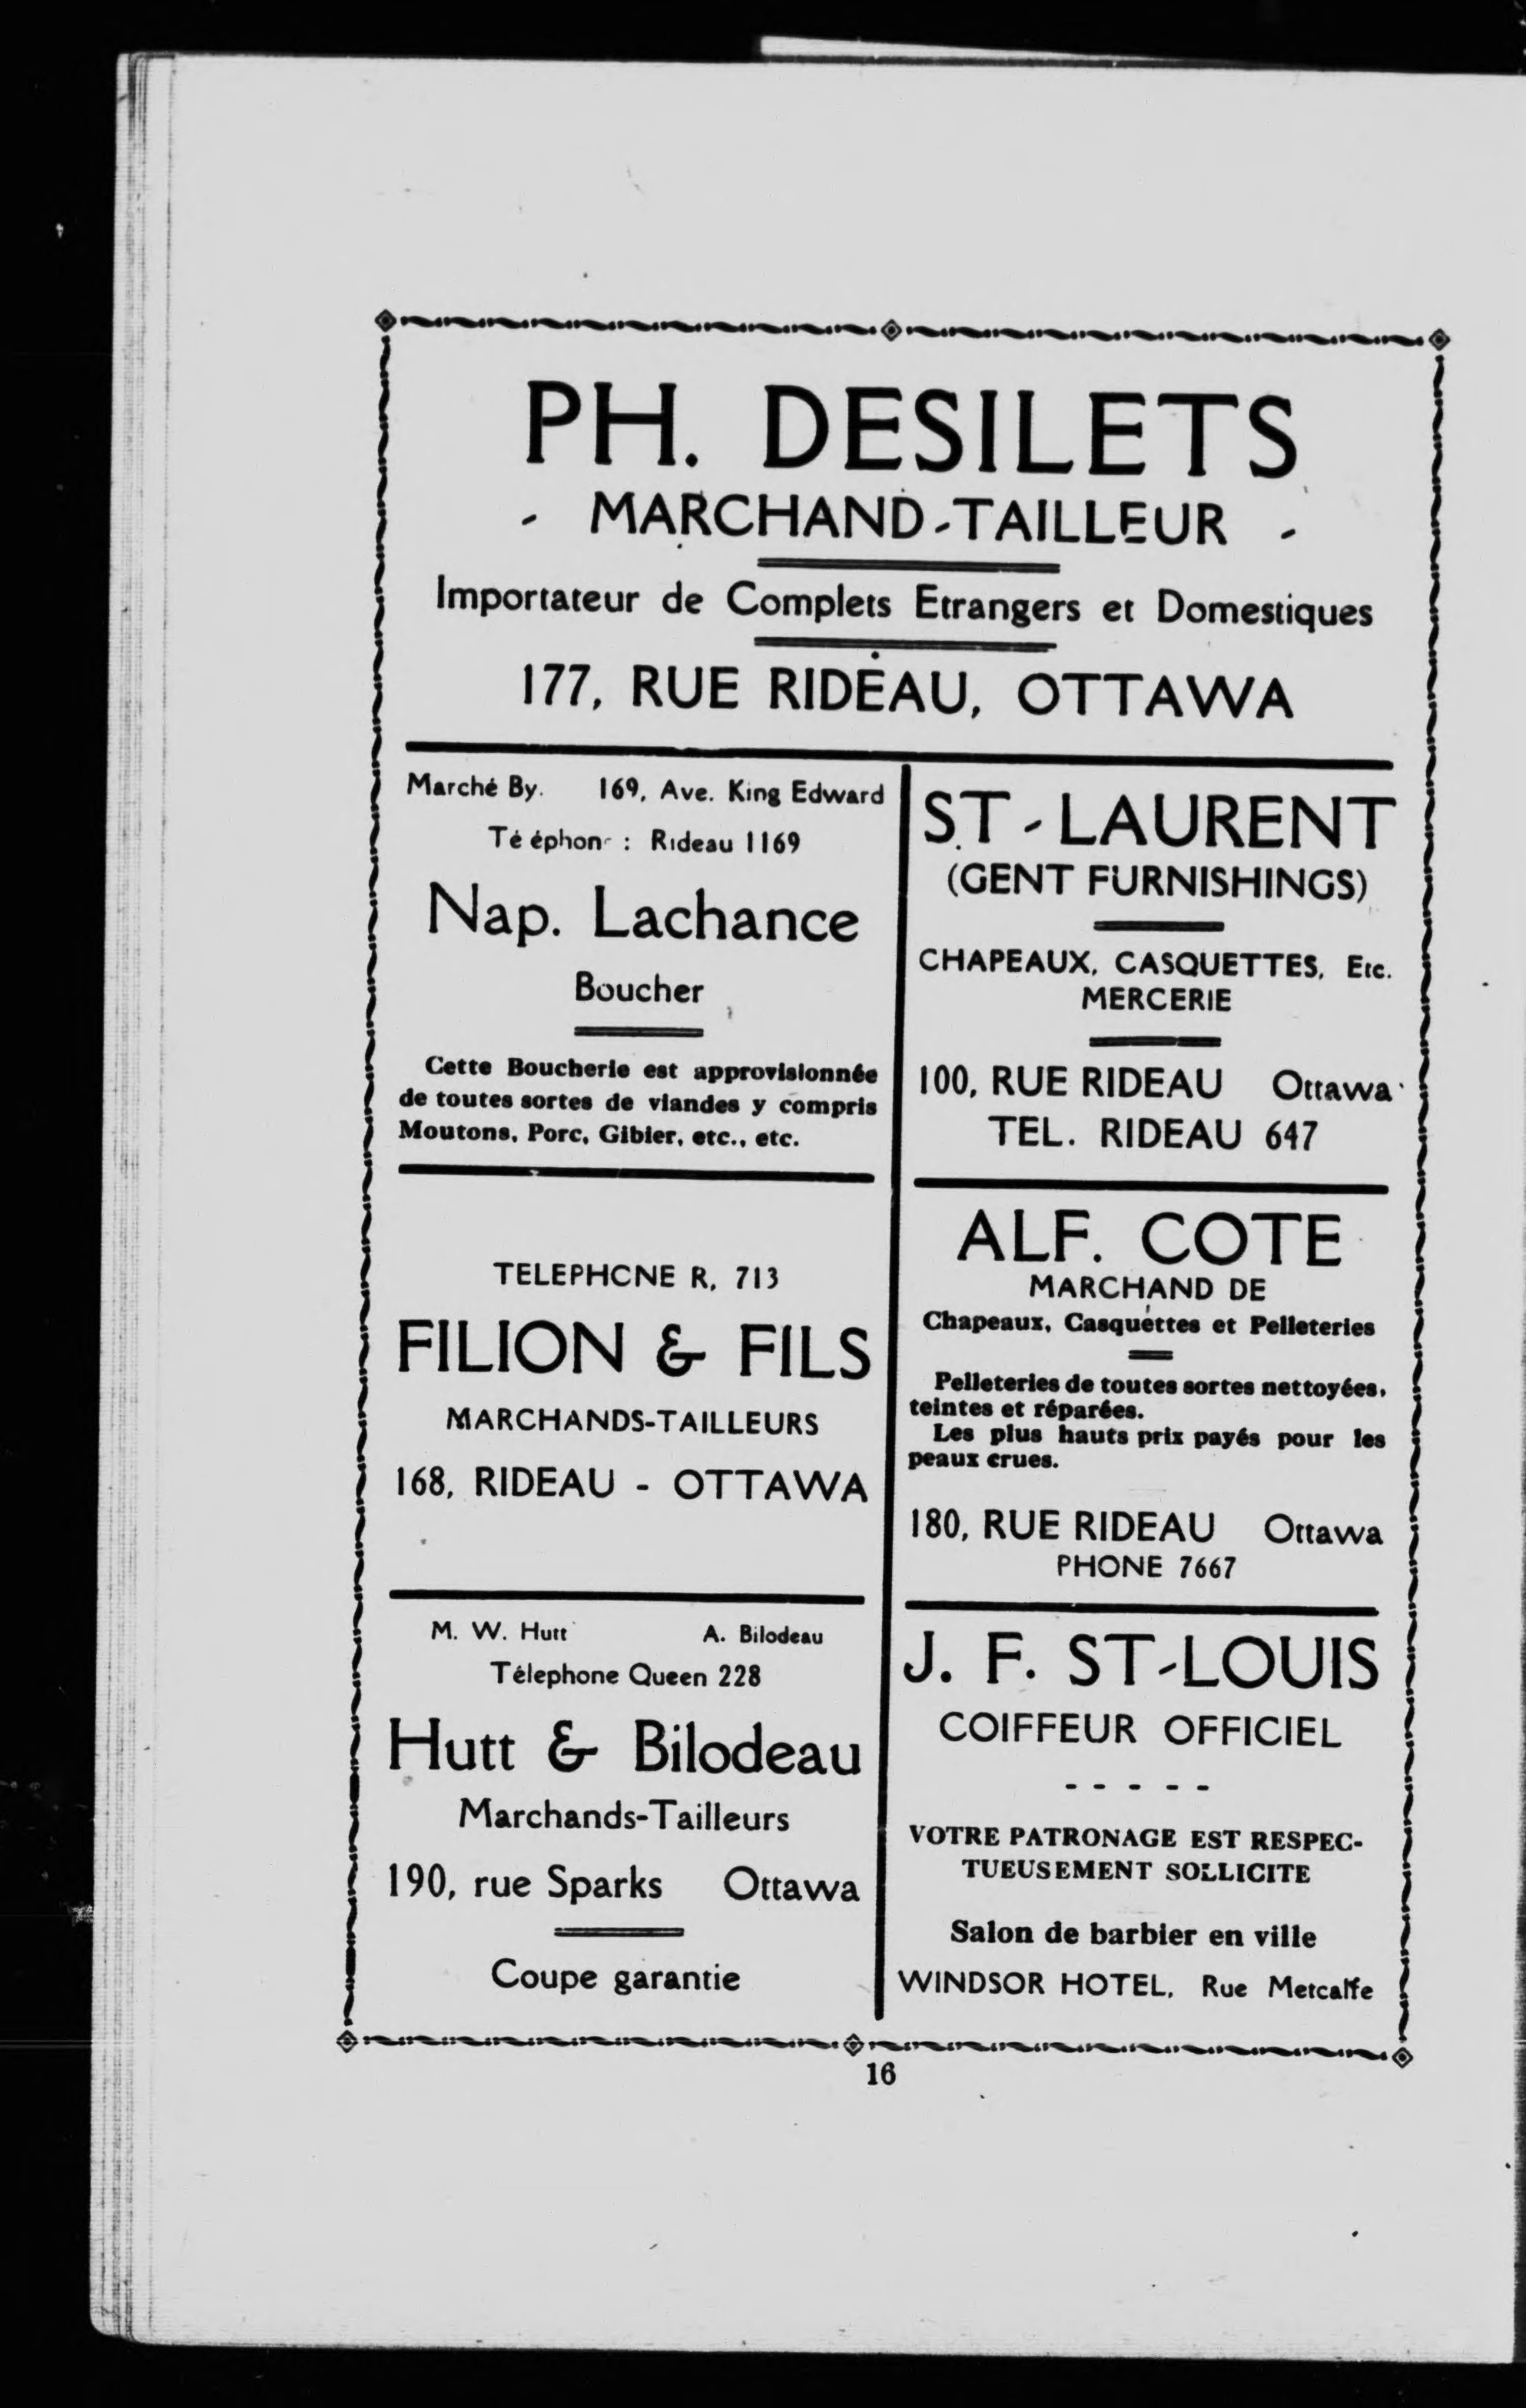 PH. DESILETS
- MARCHAND-TAILLEUR -
Importateur de Complets Etrangers et Domestiques
177, RUE RIDEAU, OTTAWA
Marché By. 169, Ave. King Edward
Té éphon : Rideau 1169
Nap. Lachance
Boucher
Cette Boucherie est approvisionnée
de toutes sortes de viandes y compris
Moutons, Porc, Gibier, etc., etc.
TELEPHCNE R, 713
FILION & FILS
MARCHANDS-TAILLEURS
168, RIDEAU - OTTAWA
M. W. Hutt A. Bilodeau
Télephone Queen 228
Hutt & Bilodeau
Marchands-Tailleurs
190, rue Sparks Ottawa
Coupe garantie
ST-LAURENT
(GENT FURNISHINGS)
CHAPEAUX, CASQUETTES, Etc.
MERCERIE
100, RUE RIDEAU Ottawa
TEL. RIDEAU 647
ALF. COTE
MARCHAND DE
Chapeaux, Casquettes et Pelleteries
Pelleteries de toutes sortes nettoyées,
teintes et réparées.
Les plus hauts prix payés pour les
peaux crues.
180, RUE RIDEAU Ottawa
PHONE 7667
J. F. ST-LOUIS
COIFFEUR OFFICIEL
- - - - -
VOTRE PATRONAGE EST RESPEC-
TUEUSEMENT SOLLICITE
Salon de barbier en ville
WINDSOR HOTEL, Rue Metcalfe
16